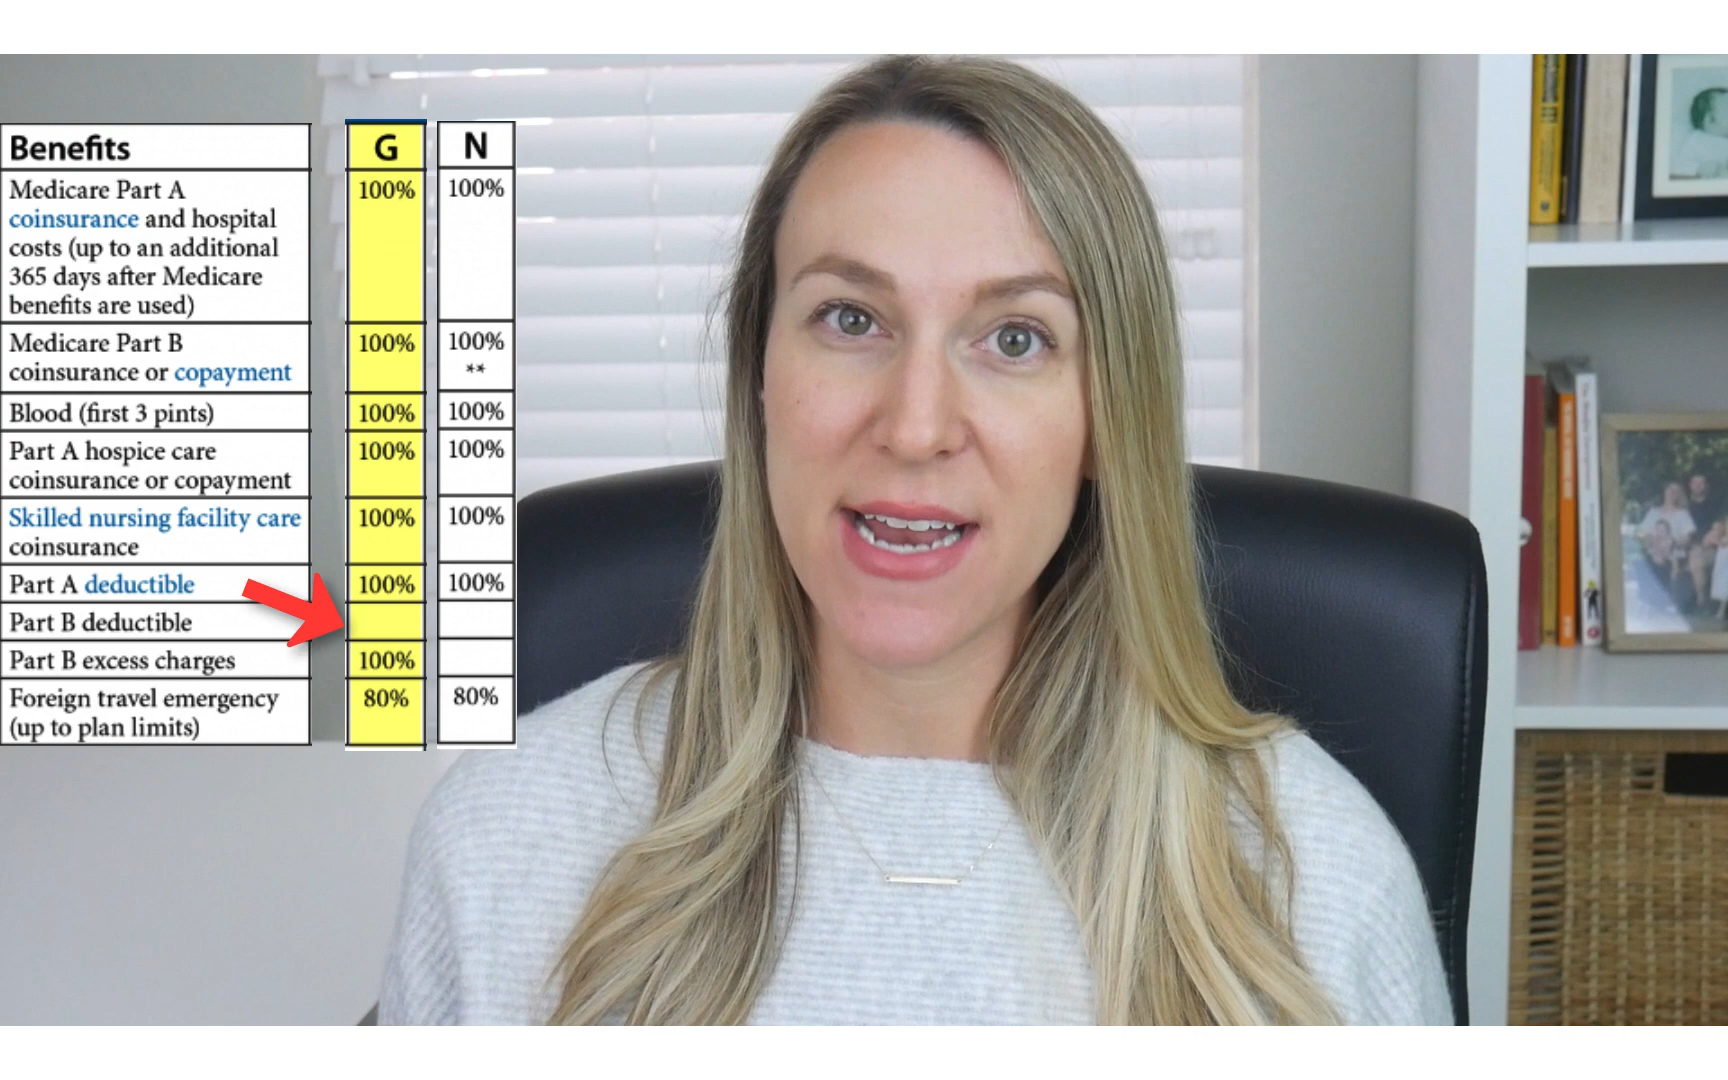 Benefits G N
Medicare Part A 100% 100%
coinsurance and hospital
costs (up to an additional
365 days after Medicare
benefits are used)
Medicare Part B 100% 100%
coinsurance or copayment **
Blood (first 3 pints) 100% 100%
Part A hospice care 100% 100%
coinsurance or copayment
Skilled nursing facility care 100% 100%
coinsurance
Part A deductible 100% 100%
Part B deductible
Part B excess charges 100%
Foreign travel emergency 80% 80%
(up to plan limits)